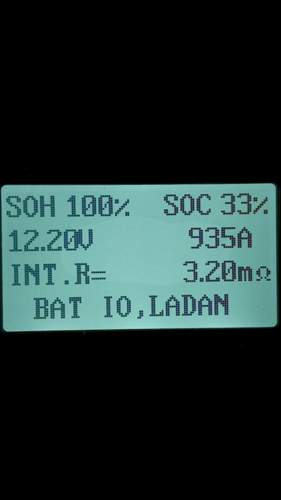 SOH 100% SOC 33%
12.20V 935A
INT.R= 3.20mΩ
BAT IO,LADAN